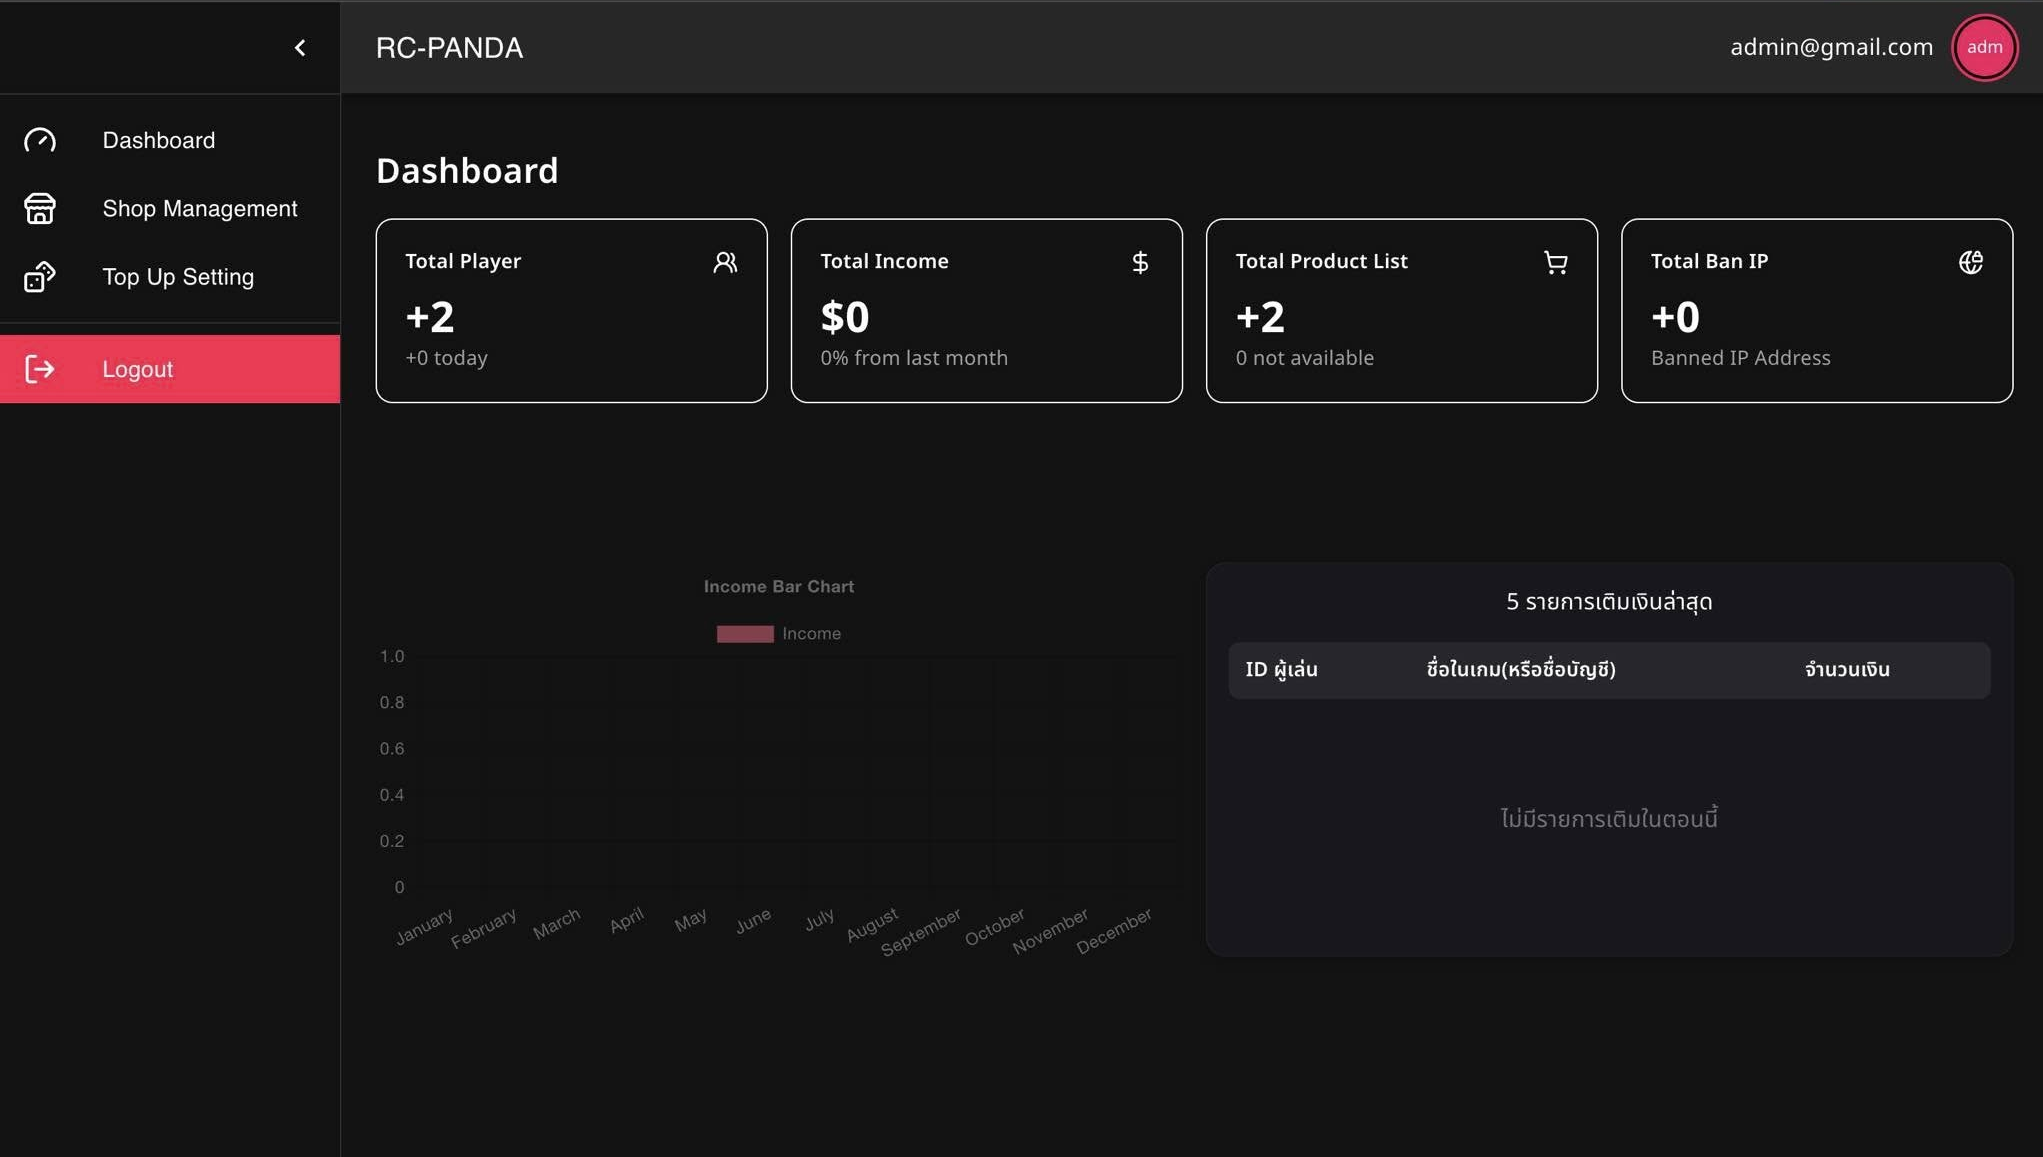 RC-PANDA
admin@gmail.com
adm
Dashboard
Shop Management
Top Up Setting
Logout
Dashboard
Total Player
+2
+0 today
Total Income
$0
0% from last month
Total Product List
+2
0 not available
Total Ban IP
+0
Banned IP Address
Income Bar Chart
Income
1.0
0.8
0.6
0.4
0.2
0
January
February
March
April
May
June
July
August
September
October
November
December
5 รายการเติมเงินล่าสุด
ID ผู้เล่น ชื่อในเกม(หรือชื่อบัญชี) จำนวนเงิน
ไม่มีรายการเติมในตอนนี้